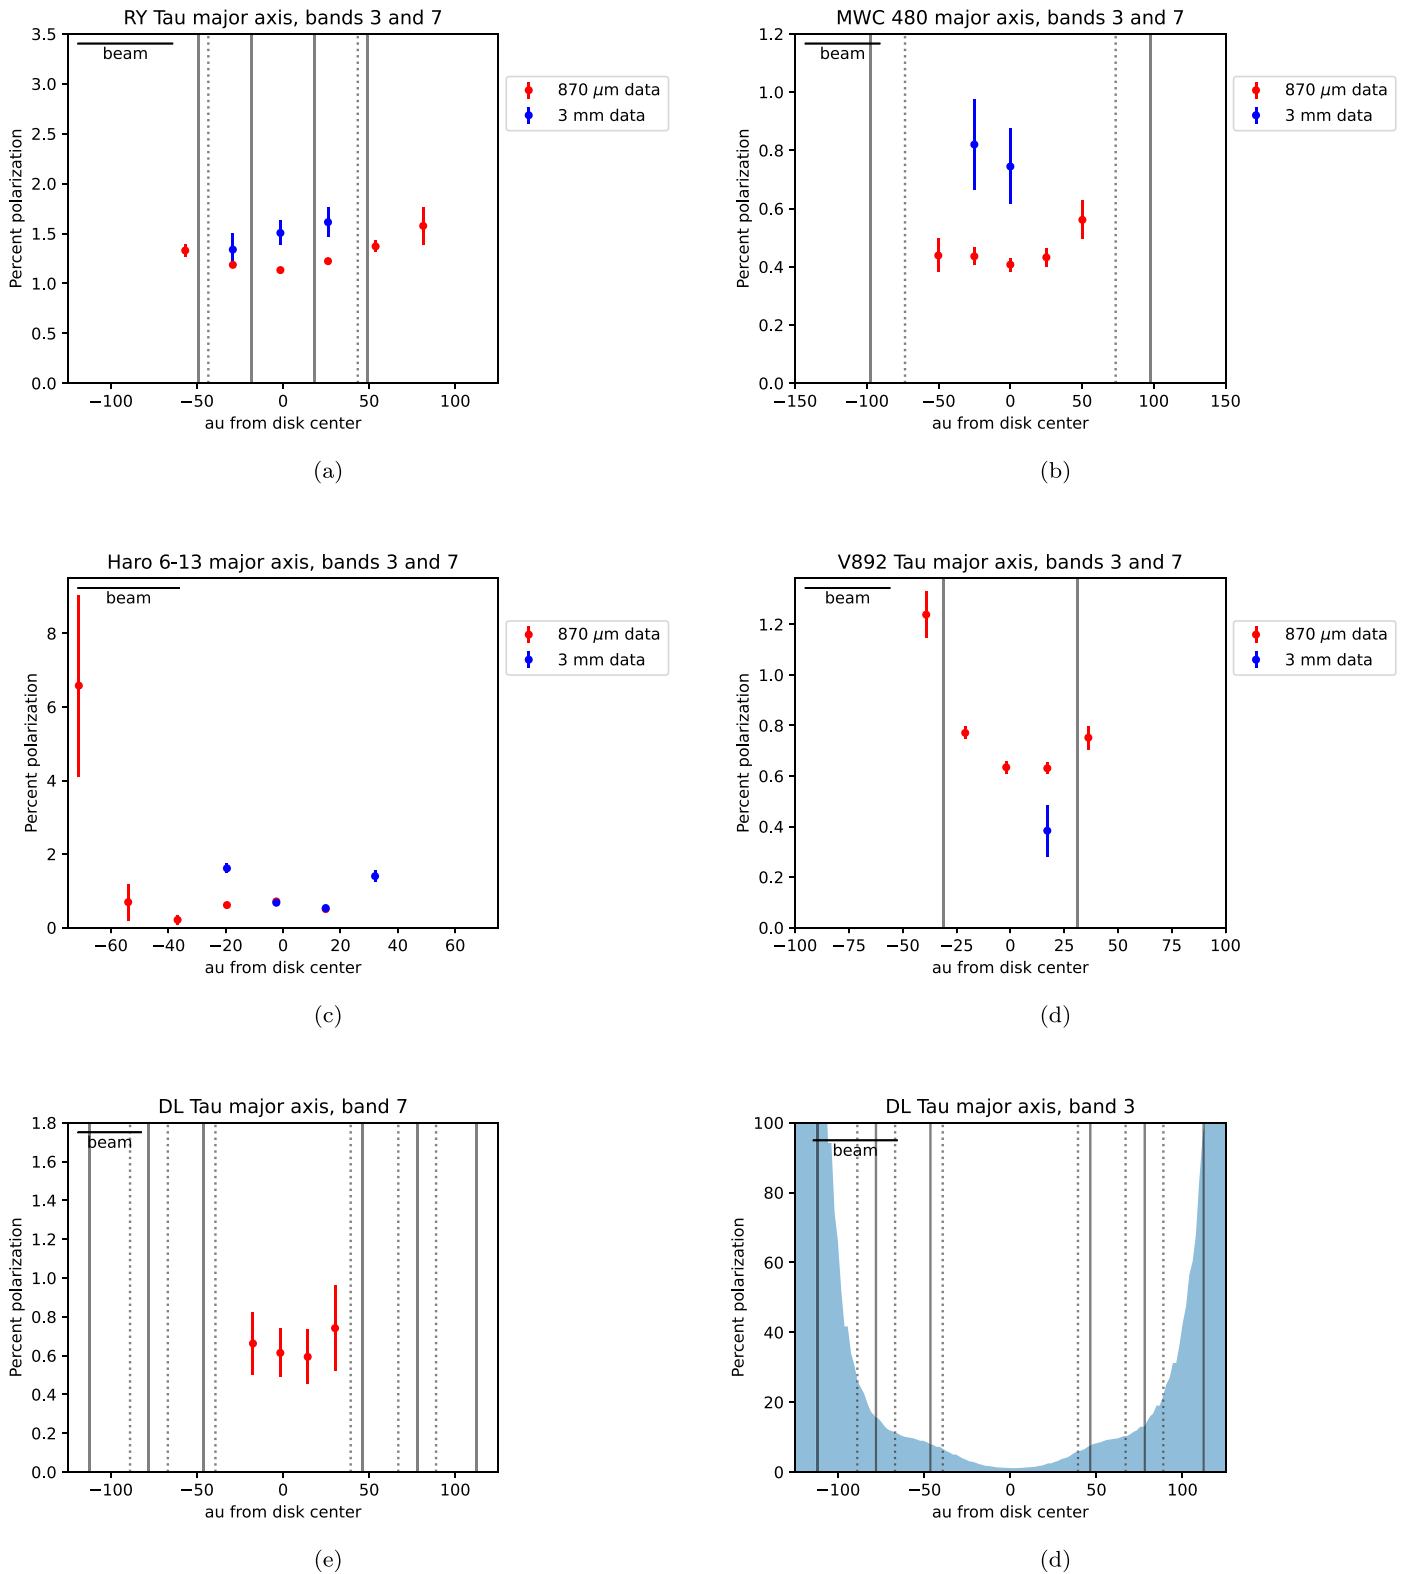 RY Tau major axis, bands 3 and 7
3.5
3.0
2.5
2.0
1.5
1.0
0.5
0.0
Percent polarization
beam
870 μm data
3 mm data
−100 −50 0 50 100
au from disk center
(a)
MWC 480 major axis, bands 3 and 7
1.2
1.0
0.8
0.6
0.4
0.2
0.0
Percent polarization
beam
870 μm data
3 mm data
−150 −100 −50 0 50 100 150
au from disk center
(b)
Haro 6-13 major axis, bands 3 and 7
8
6
4
2
0
Percent polarization
beam
870 μm data
3 mm data
−60 −40 −20 0 20 40 60
au from disk center
(c)
V892 Tau major axis, bands 3 and 7
1.2
1.0
0.8
0.6
0.4
0.2
0.0
Percent polarization
beam
870 μm data
3 mm data
−100 −75 −50 −25 0 25 50 75 100
au from disk center
(d)
DL Tau major axis, band 7
1.8
1.6
1.4
1.2
1.0
0.8
0.6
0.4
0.2
0.0
Percent polarization
beam
−100 −50 0 50 100
au from disk center
(e)
DL Tau major axis, band 3
100
80
60
40
20
0
Percent polarization
beam
−100 −50 0 50 100
au from disk center
(d)